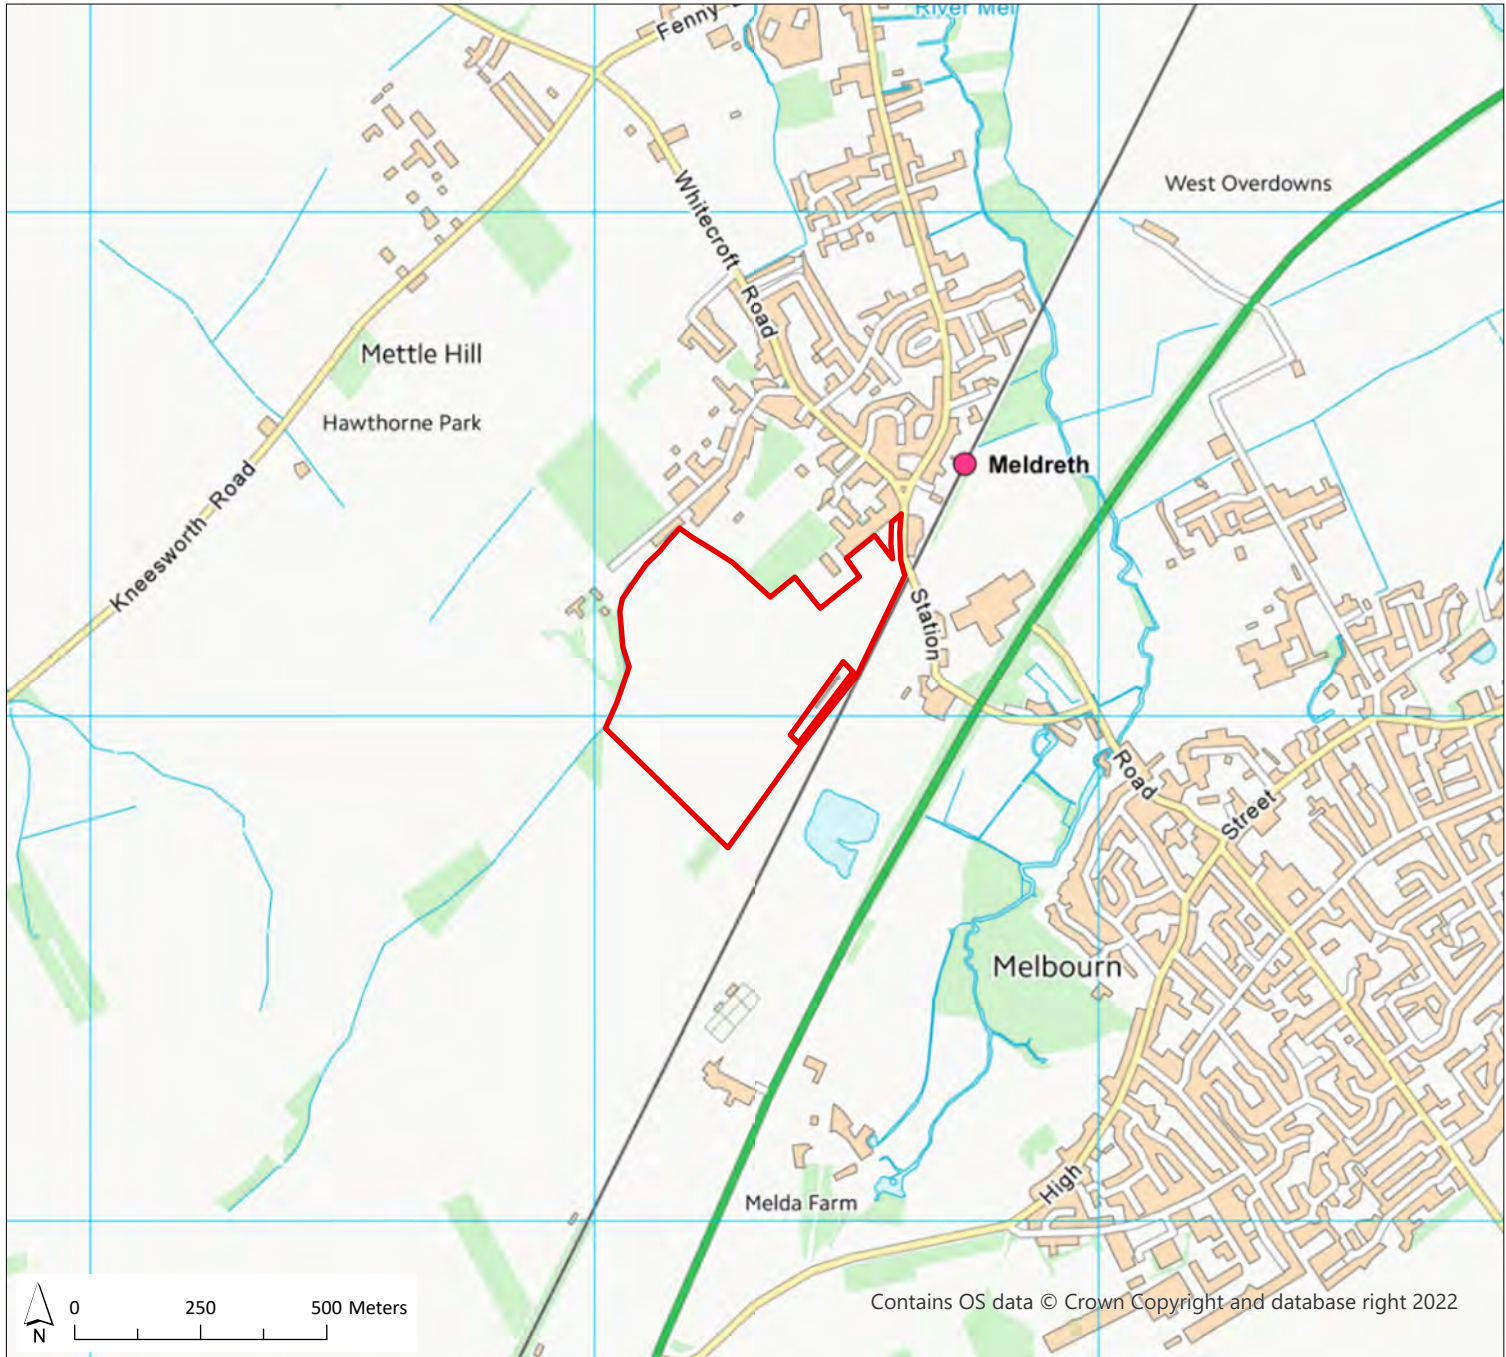 River Mel
Fenny
West Overdowns
Whitecroft Road
Mettle Hill
Hawthorne Park
Meldreth
Kneesworth Road
Station
Road
Street
Melbourn
High
Melda Farm
0 250 500 Meters
N
Contains OS data © Crown Copyright and database right 2022